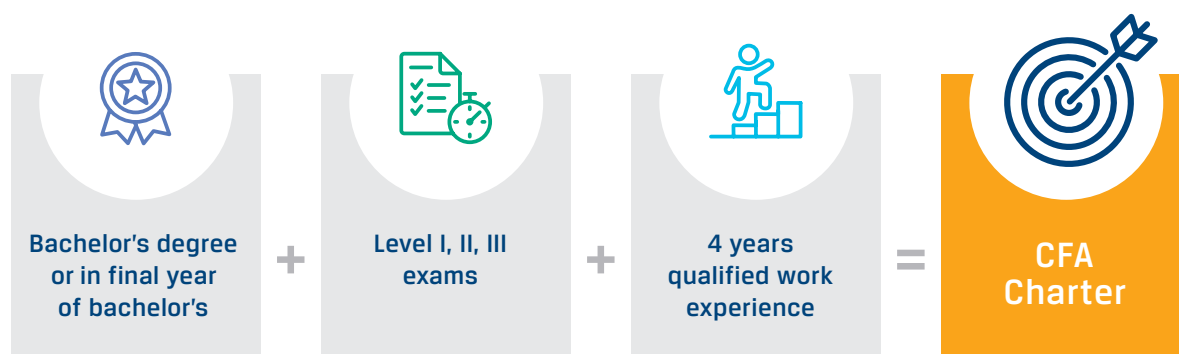 Bachelor's degree
or in final year
of bachelor's
+
Level I, II, III
exams
+
4 years
qualified work
experience
=
CFA
Charter